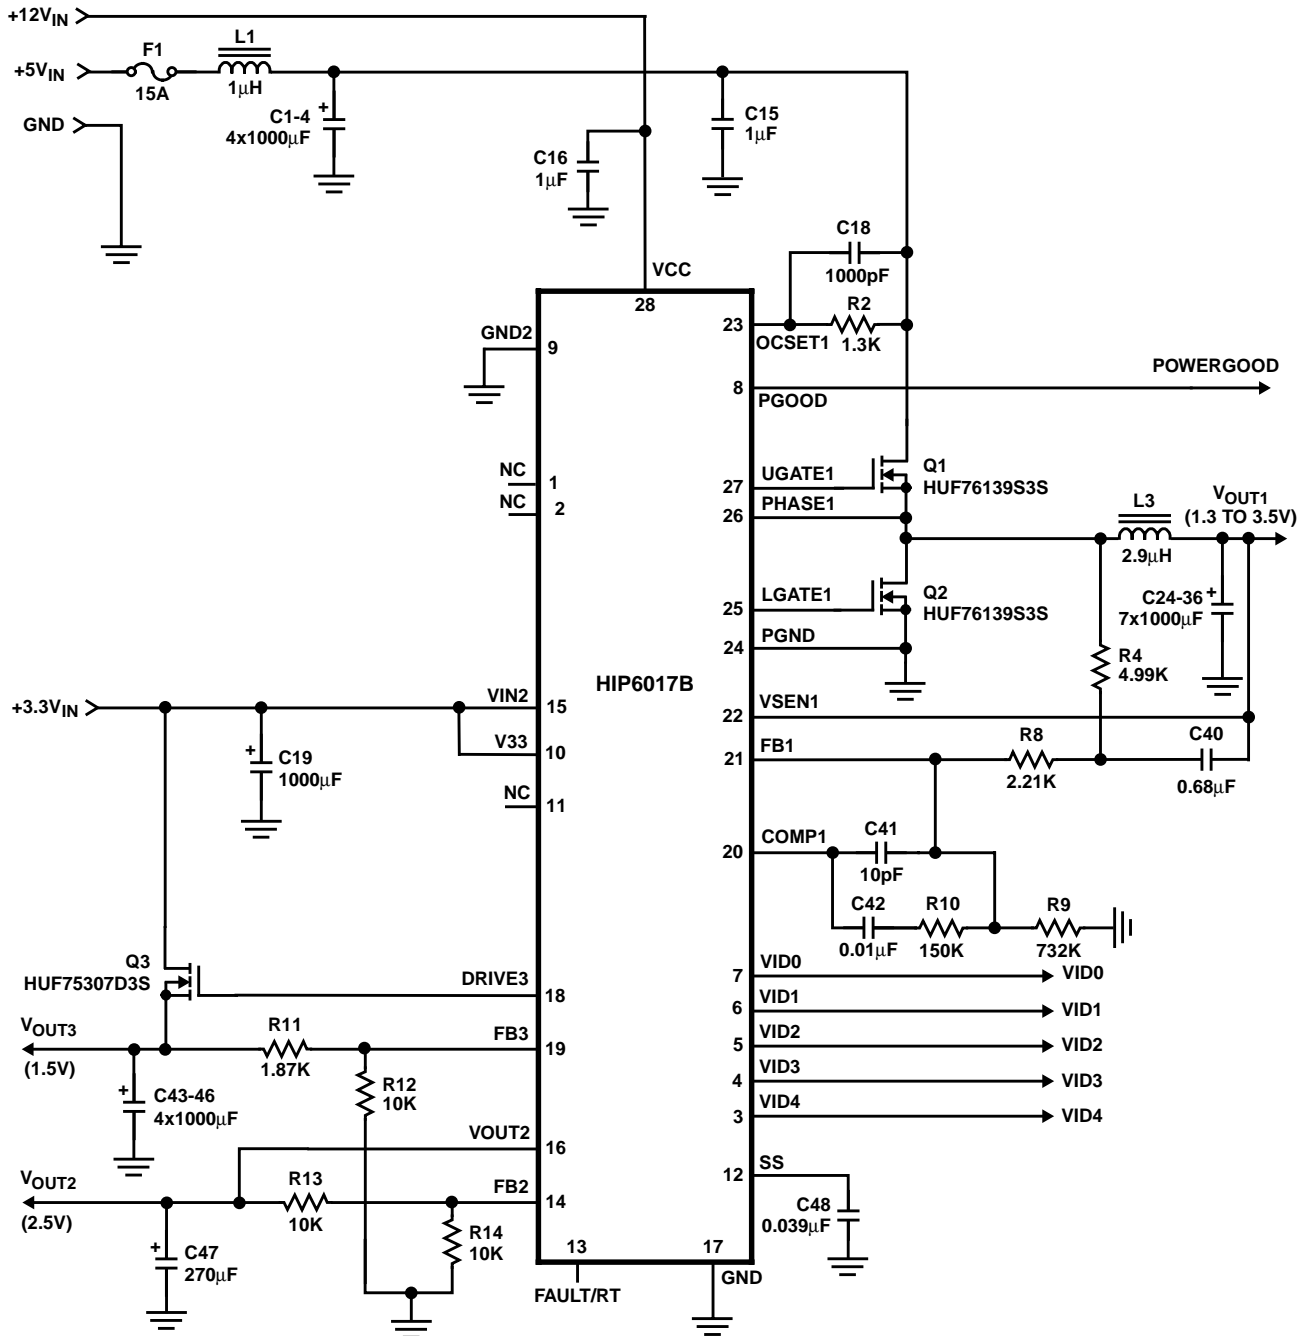 +12VIN
F1
L1
+5VIN
15A
1µH
GND
C1-4
+
4x1000µF
C15
1µF
C16
1µF
C18
1000pF
VCC
28
R2
1.3K
23
OCSET1
GND2
9
POWERGOOD
8
PGOOD
NC
1
NC
2
UGATE1
27
Q1
HUF76139S3S
PHASE1
26
L3
2.9µH
VOUT1
(1.3 TO 3.5V)
LGATE1
25
Q2
HUF76139S3S
C24-36
+
7x1000µF
PGND
24
R4
4.99K
HIP6017B
+3.3VIN
VIN2
15
VSEN1
22
V33
10
FB1
21
R8
2.21K
C40
0.68µF
+
C19
1000µF
NC
11
COMP1
20
C41
10pF
C42
0.01µF
R10
150K
R9
732K
Q3
HUF75307D3S
DRIVE3
18
VID0
7
VID0
VID1
6
VID1
VID2
5
VID2
VID3
4
VID3
VID4
3
VID4
VOUT3
(1.5V)
R11
1.87K
FB3
19
R12
10K
+
C43-46
4x1000µF
VOUT2
16
SS
12
C48
0.039µF
VOUT2
(2.5V)
R13
10K
FB2
14
R14
10K
+
C47
270µF
13
FAULT/RT
17
GND